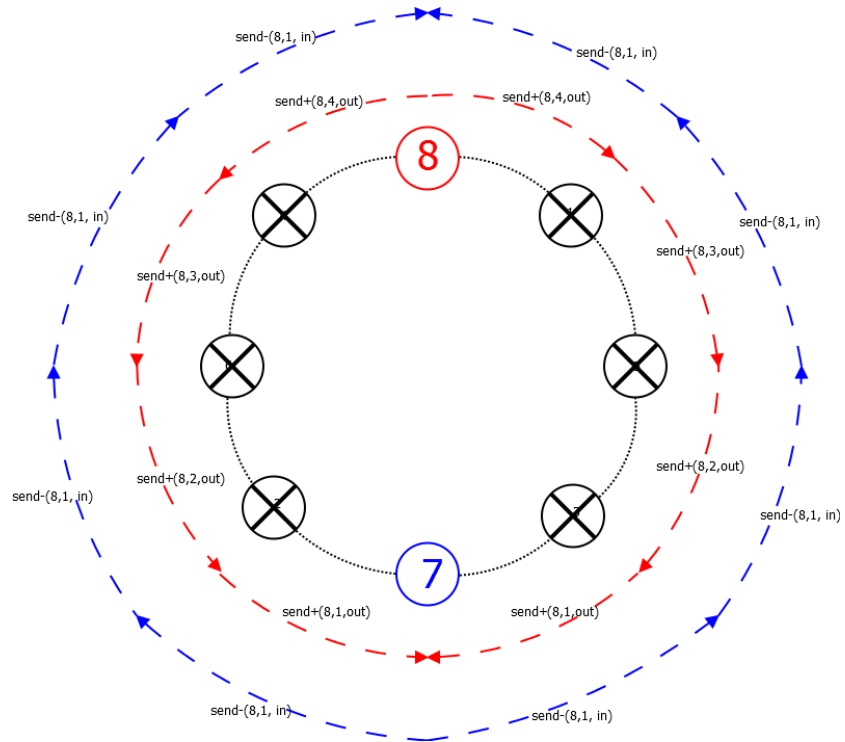 send-(8,1, in)
send-(8,1, in)
send+(8,4,out)
send+(8,4,out)
8
send-(8,1, in)
send-(8,1, in)
send+(8,3,out)
send+(8,3,out)
send+(8,2,out)
send+(8,2,out)
send-(8,1, in)
2
3
send-(8,1, in)
7
send+(8,1,out)
send+(8,1,out)
send-(8,1, in)
send-(8,1, in)